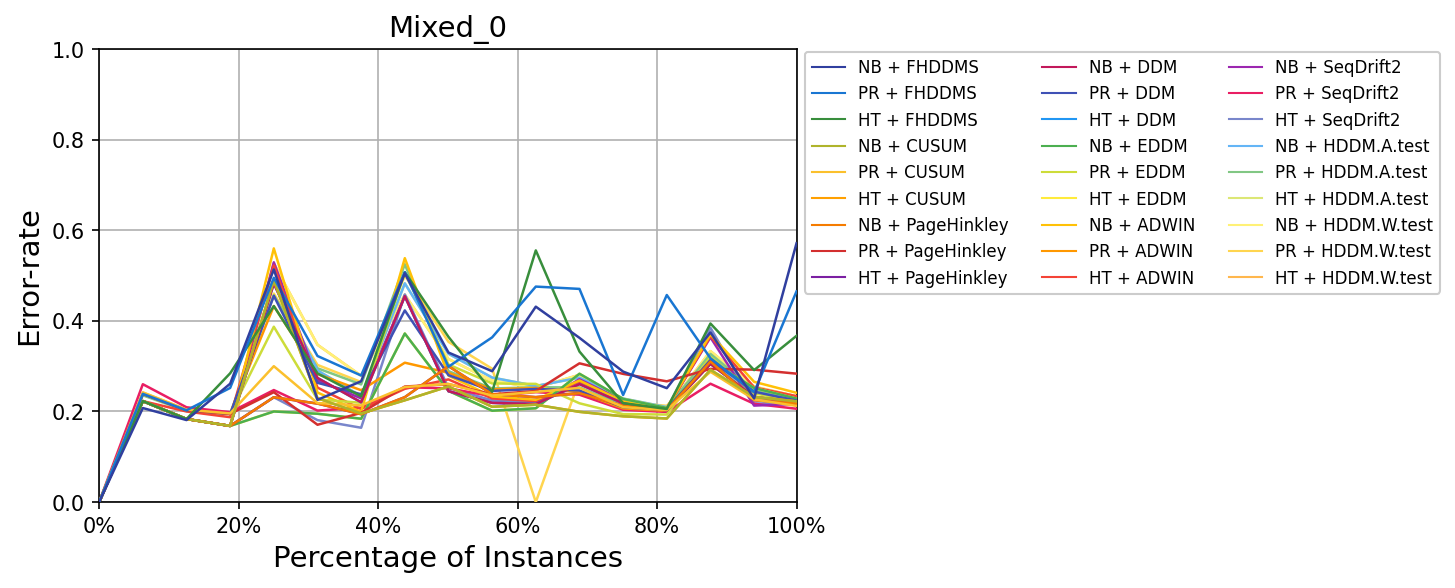 Mixed_0
Error-rate
1.0
0.8
0.6
0.4
0.2
0.0
0%
20%
40%
60%
80%
100%
Percentage of Instances
NB + FHDDMS
PR + FHDDMS
HT + FHDDMS
NB + CUSUM
PR + CUSUM
HT + CUSUM
NB + PageHinkley
PR + PageHinkley
HT + PageHinkley
NB + DDM
PR + DDM
HT + DDM
NB + EDDM
PR + EDDM
HT + EDDM
NB + ADWIN
PR + ADWIN
HT + ADWIN
NB + SeqDrift2
PR + SeqDrift2
HT + SeqDrift2
NB + HDDM.A.test
PR + HDDM.A.test
HT + HDDM.A.test
NB + HDDM.W.test
PR + HDDM.W.test
HT + HDDM.W.test